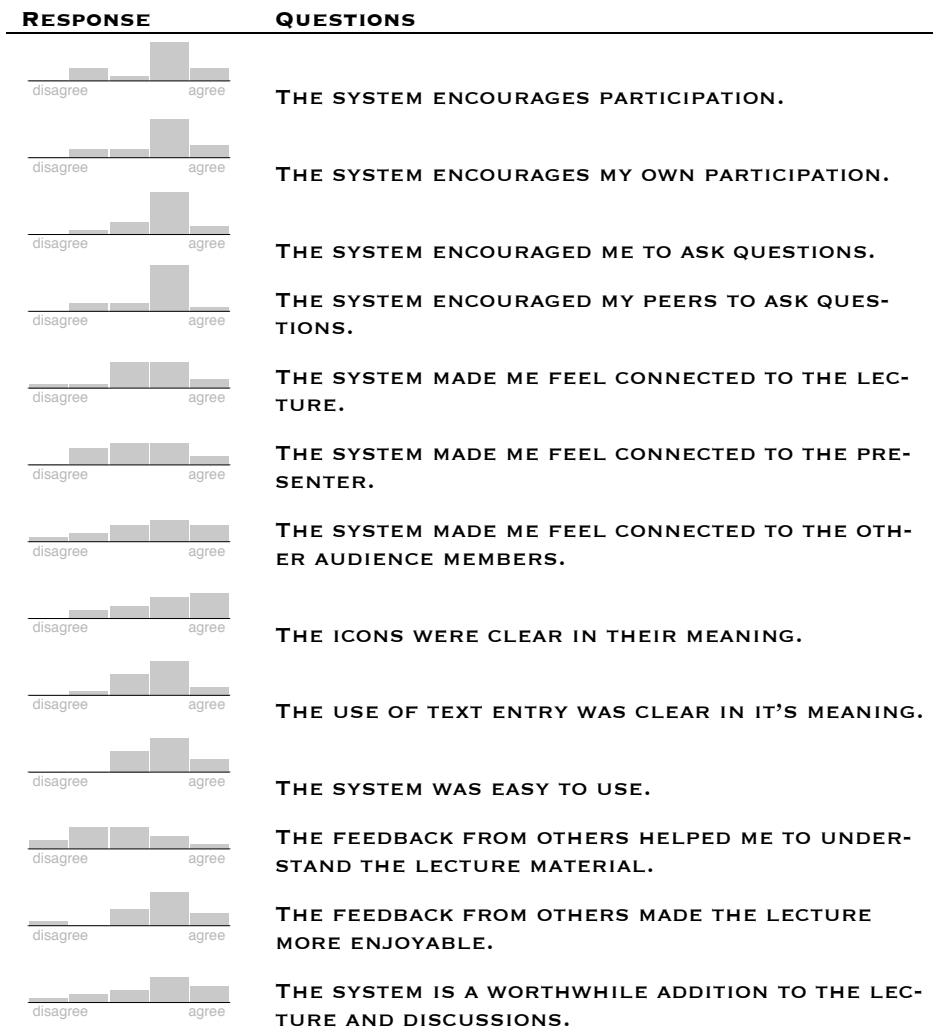 Response Questions
disagree agree
The system encourages participation.
disagree agree
The system encourages my own participation.
disagree agree
The system encouraged me to ask questions.
The system encouraged my peers to ask ques-
tions.
disagree agree
The system made me feel connected to the lec-
ture.
disagree agree
The system made me feel connected to the pre-
senter.
disagree agree
The system made me feel connected to the oth-
er audience members.
disagree agree
The icons were clear in their meaning.
disagree agree
The use of text entry was clear in it's meaning.
disagree agree
The system was easy to use.
disagree agree
The feedback from others helped me to under-
stand the lecture material.
disagree agree
The feedback from others made the lecture
more enjoyable.
disagree agree
The system is a worthwhile addition to the lec-
ture and discussions.
disagree agree